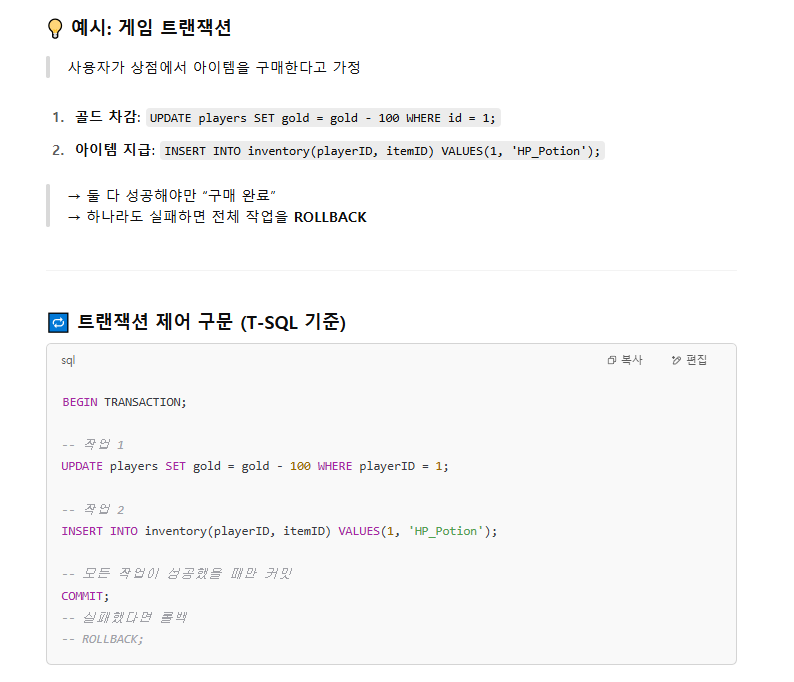 💡 예시: 게임 트랜잭션
사용자가 상점에서 아이템을 구매한다고 가정
1. 골드 차감: UPDATE players SET gold = gold - 100 WHERE id = 1;
2. 아이템 지급: INSERT INTO inventory(playerID, itemID) VALUES(1, 'HP_Potion');
→ 둘 다 성공해야만 “구매 완료”
→ 하나라도 실패하면 전체 작업을 ROLLBACK
🔁 트랜잭션 제어 구문 (T-SQL 기준)
sql 복사 편집
BEGIN TRANSACTION;
-- 작업 1
UPDATE players SET gold = gold - 100 WHERE playerID = 1;
-- 작업 2
INSERT INTO inventory(playerID, itemID) VALUES(1, 'HP_Potion');
-- 모든 작업이 성공했을 때만 커밋
COMMIT;
-- 실패했다면 롤백
-- ROLLBACK;